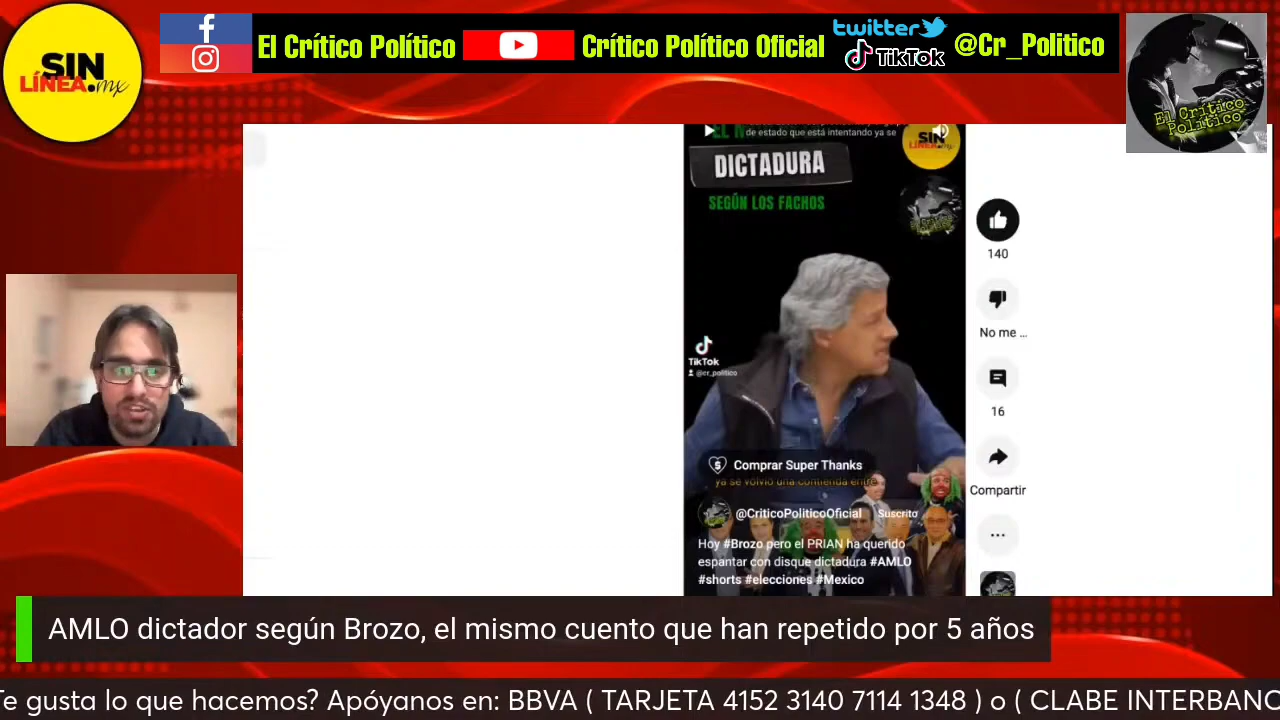 SIN
LÍNEA.mx
El Crítico Político
Crítico Político Oficial
twitter
TikTok
@Cr_Politico
El Crítico
Político
EL
de estado que está intentando ya se
SIN
LÍNEA.mx
DICTADURA
SEGÚN LOS FACHOS
140
No me ...
16
Compartir
TikTok
@cr_politico
Comprar Super Thanks
ya se volvió una contienda entre
@CriticoPoliticoOficial Suscrito
Hoy #Brozo pero el PRIAN ha querido
espantar con disque dictadura #AMLO
#shorts #elecciones #Mexico
AMLO dictador según Brozo, el mismo cuento que han repetido por 5 años
Te gusta lo que hacemos? Apóyanos en: BBVA ( TARJETA 4152 3140 7114 1348 ) o ( CLABE INTERBANC